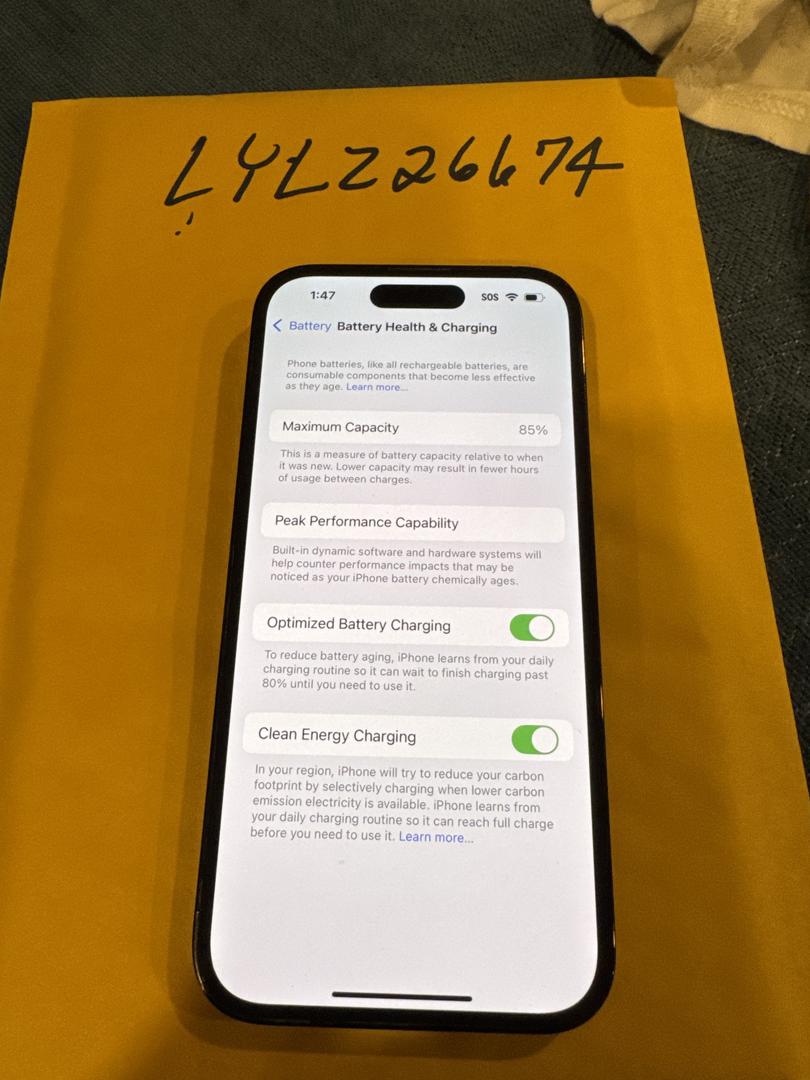 LYLZ26674
1:47
SOS
Battery Battery Health & Charging
Phone batteries, like all rechargeable batteries, are
consumable components that become less effective
as they age. Learn more...
Maximum Capacity 85%
This is a measure of battery capacity relative to when
it was new. Lower capacity may result in fewer hours
of usage between charges.
Peak Performance Capability
Built-in dynamic software and hardware systems will
help counter performance impacts that may be
noticed as your iPhone battery chemically ages.
Optimized Battery Charging
To reduce battery aging, iPhone learns from your daily
charging routine so it can wait to finish charging past
80% until you need to use it.
Clean Energy Charging
In your region, iPhone will try to reduce your carbon
footprint by selectively charging when lower carbon
emission electricity is available. iPhone learns from
your daily charging routine so it can reach full charge
before you need to use it. Learn more...